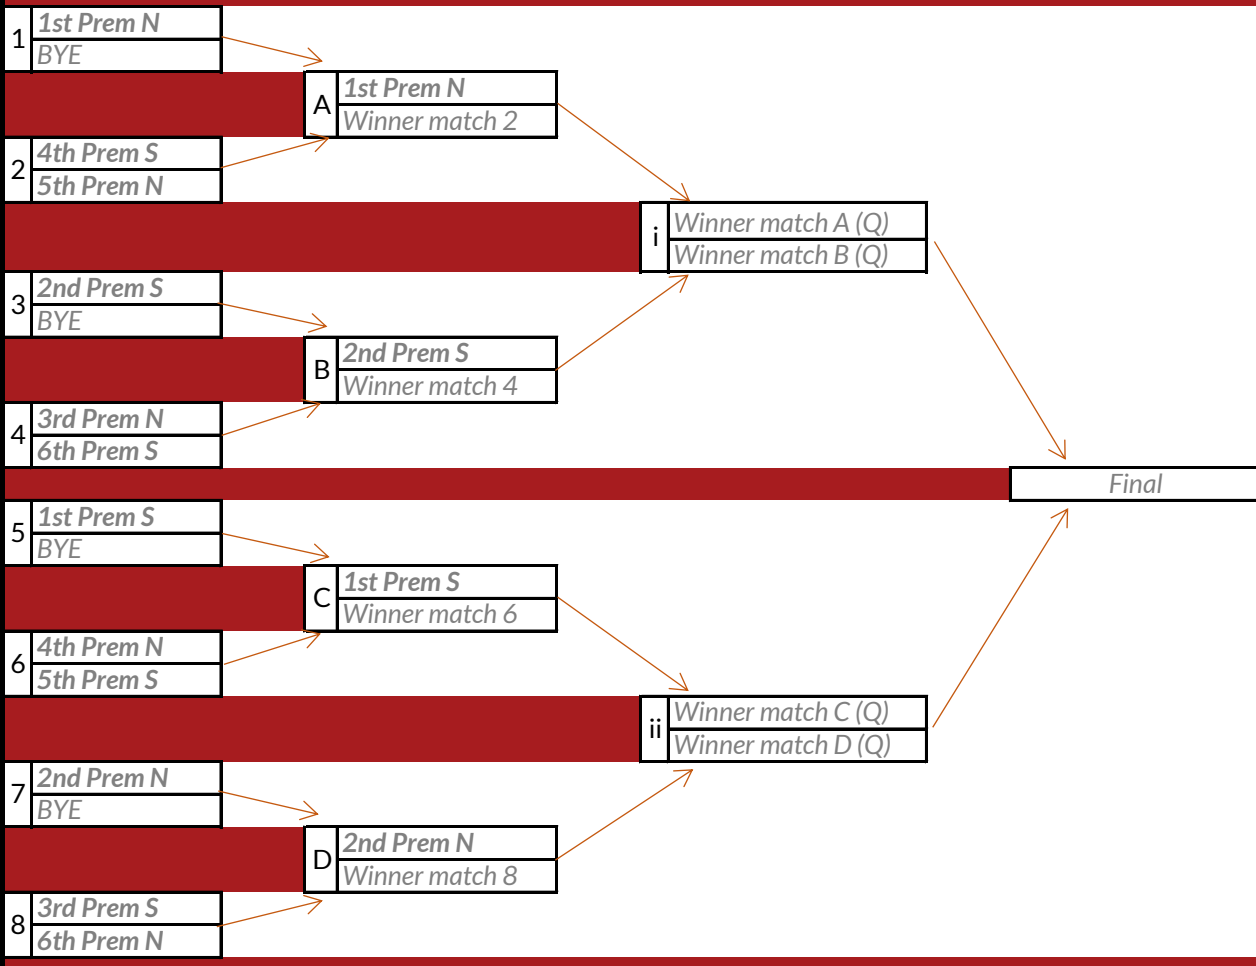 1
1st Prem N
BYE
A
1st Prem N
Winner match 2
2
4th Prem S
5th Prem N
i
Winner match A (Q)
Winner match B (Q)
3
2nd Prem S
BYE
B
2nd Prem S
Winner match 4
4
3rd Prem N
6th Prem S
Final
5
1st Prem S
BYE
C
1st Prem S
Winner match 6
6
4th Prem N
5th Prem S
ii
Winner match C (Q)
Winner match D (Q)
7
2nd Prem N
BYE
D
2nd Prem N
Winner match 8
8
3rd Prem S
6th Prem N